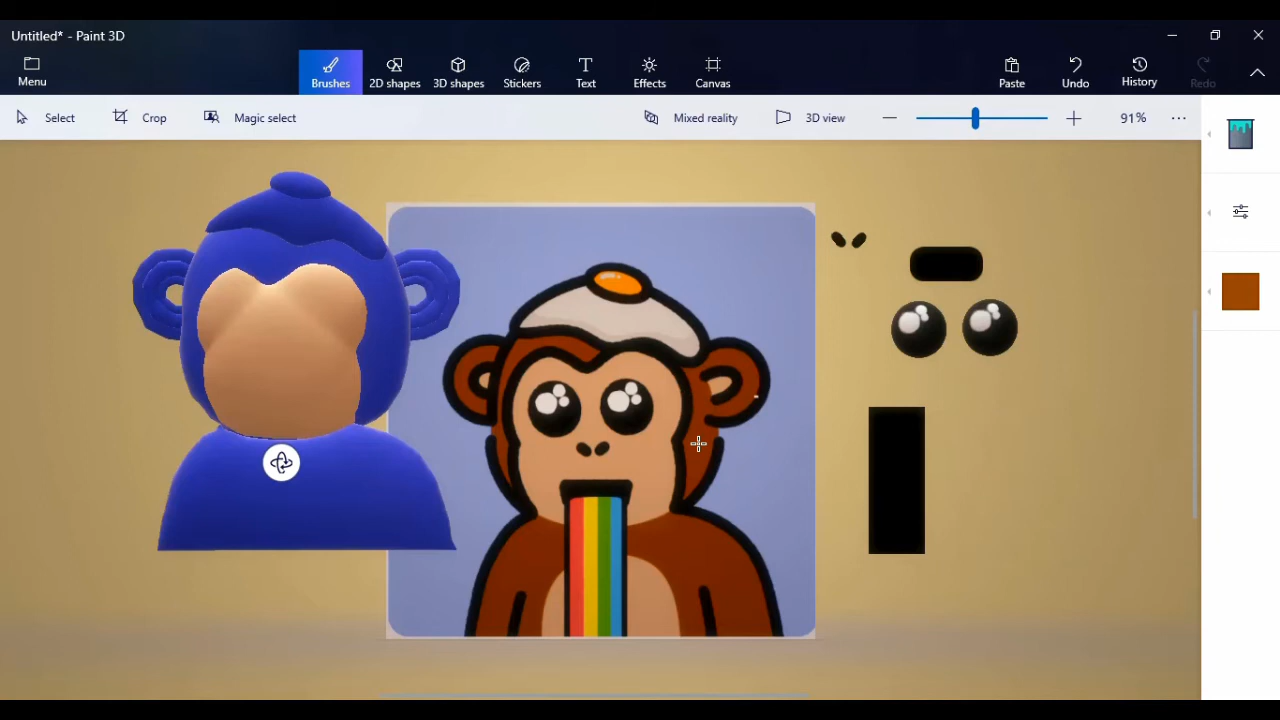 Untitled* - Paint 3D
Menu
Brushes
2D shapes
3D shapes
Stickers
Text
Effects
Canvas
Paste
Undo
History
Redo
Select
Crop
Magic select
Mixed reality
3D view
91%